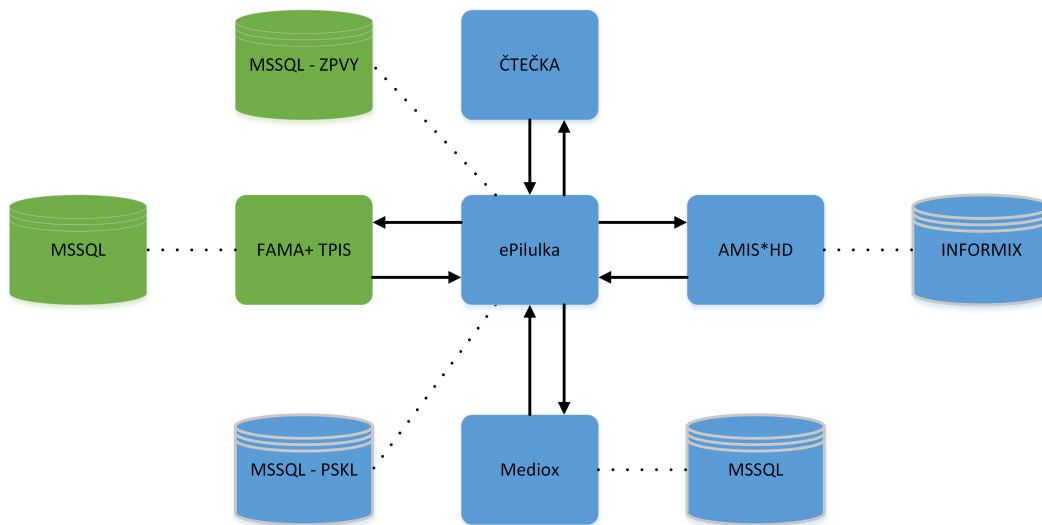 MSSQL - ZPVY
ČTEČKA
MSSQL
FAMA+ TPIS
ePilulka
AMIS*HD
INFORMIX
MSSQL - PSKL
Mediox
MSSQL